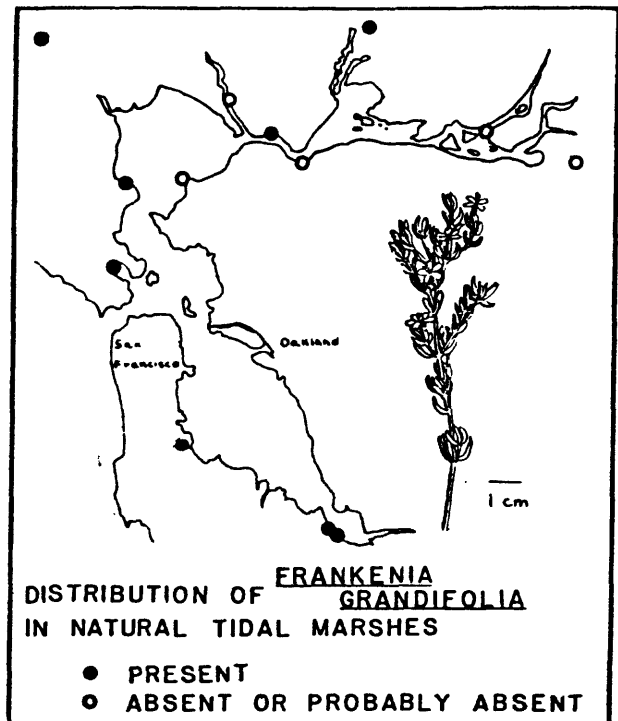 San
Francisco
Oakland
1 cm
DISTRIBUTION OF FRANKENIA
GRANDIFOLIA
IN NATURAL TIDAL MARSHES
● PRESENT
○ ABSENT OR PROBABLY ABSENT